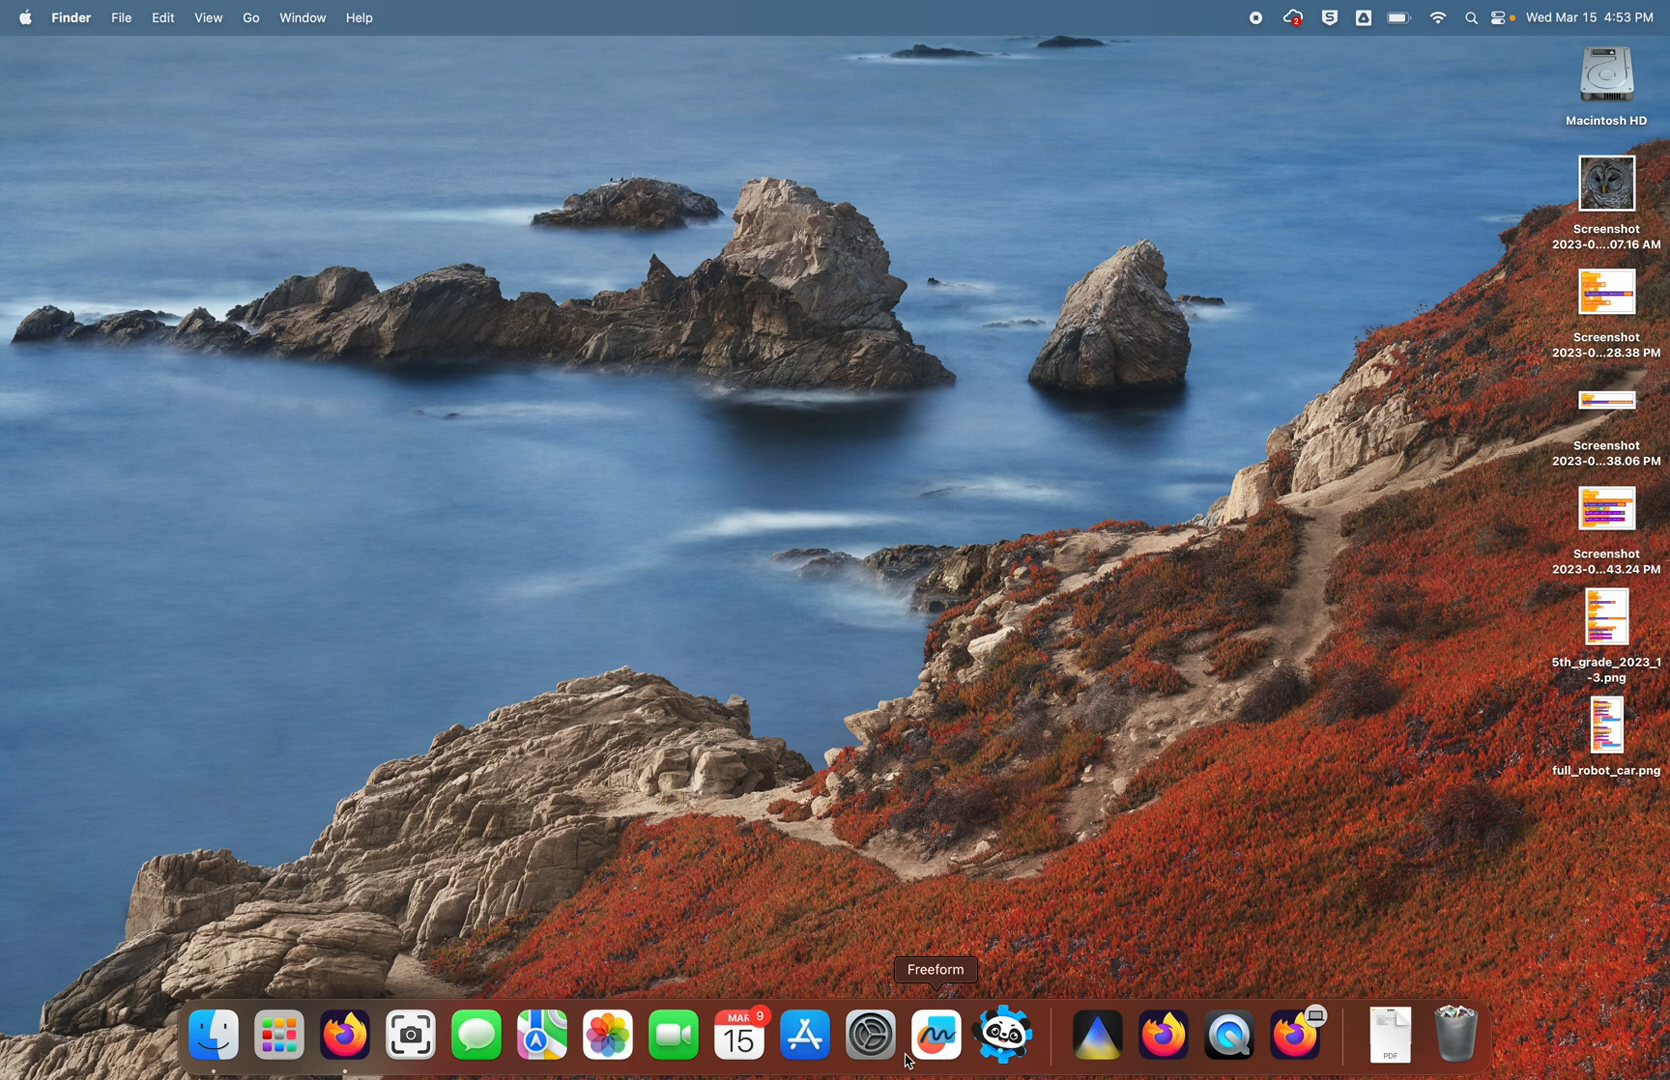 Finder File Edit View Go Window Help
2
S
Wed Mar 15 4:53 PM
Macintosh HD
Screenshot
2023-0....07.16 AM
Screenshot
2023-0...28.38 PM
Screenshot
2023-0...38.06 PM
Screenshot
2023-0...43.24 PM
5th_grade_2023_1
-3.png
full_robot_car.png
Freeform
MAR
9
15
PDF